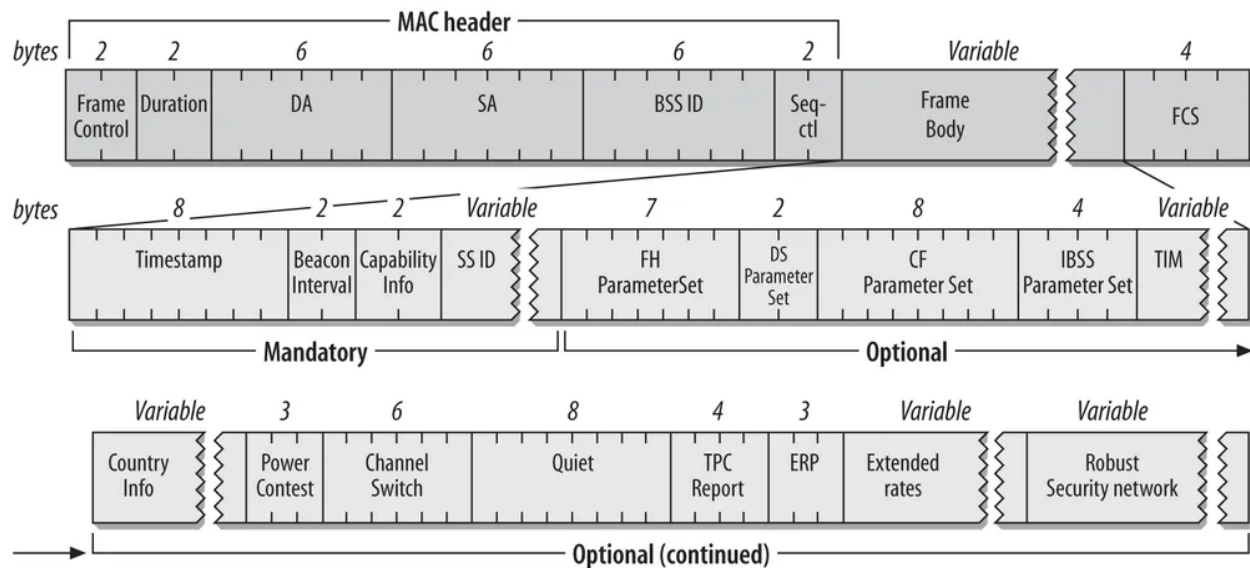 MAC header
bytes 2 2 6 6 6 2 Variable 4
Frame Control Duration DA SA BSS ID Seq-ctl Frame Body FCS
bytes 8 2 2 Variable 7 2 8 4 Variable
Timestamp Beacon Interval Capability Info SS ID FH ParameterSet DS Parameter Set CF Parameter Set IBSS Parameter Set TIM
Mandatory Optional
Variable 3 6 8 4 3 Variable Variable
Country Info Power Contest Channel Switch Quiet TPC Report ERP Extended rates Robust Security network
Optional (continued)